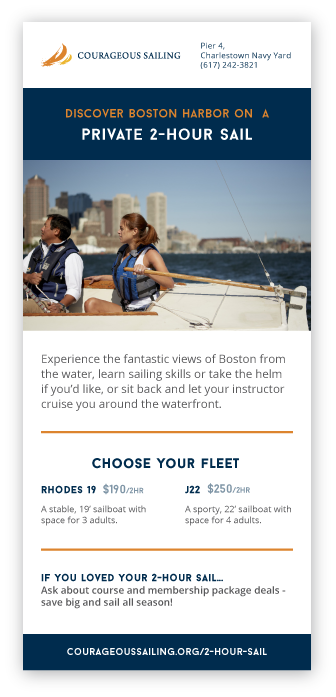 COURAGEOUS SAILING
Pier 4,
Charlestown Navy Yard
(617) 242-3821
DISCOVER BOSTON HARBOR ON A
PRIVATE 2-HOUR SAIL
Experience the fantastic views of Boston from
the water, learn sailing skills or take the helm
if you'd like, or sit back and let your instructor
cruise you around the waterfront.
CHOOSE YOUR FLEET
RHODES 19 $190/2HR
A stable, 19' sailboat with
space for 3 adults.
J22 $250/2HR
A sporty, 22' sailboat with
space for 4 adults.
IF YOU LOVED YOUR 2-HOUR SAIL...
Ask about course and membership package deals -
save big and sail all season!
COURAGEOUSSAILING.ORG/2-HOUR-SAIL